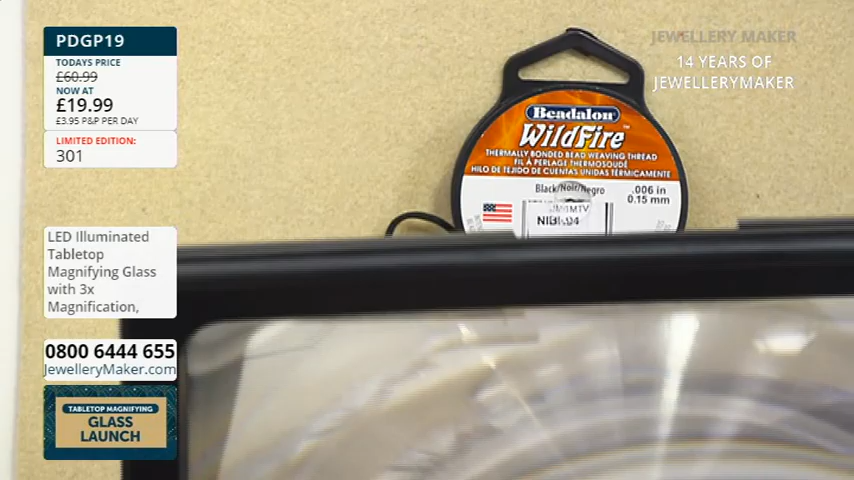 PDGP19
TODAYS PRICE
£60.99
NOW AT
£19.99
£3.95 P&P PER DAY
LIMITED EDITION:
301
LED Illuminated
Tabletop
Magnifying Glass
with 3x
Magnification,
0800 6444 655
JewelleryMaker.com
TABLETOP MAGNIFYING
GLASS
LAUNCH
JEWELLERY MAKER
14 YEARS OF
JEWELLERYMAKER
Beadalon
WildFire™
THERMALLY BONDED BEAD WEAVING THREAD
FIL À PERLAGE THERMOSOUDÉ
HILO DE TEJIDO DE CUENTAS UNIDAS TÉRMICAMENTE
Black/Noir/Negro
.006 in
0.15 mm